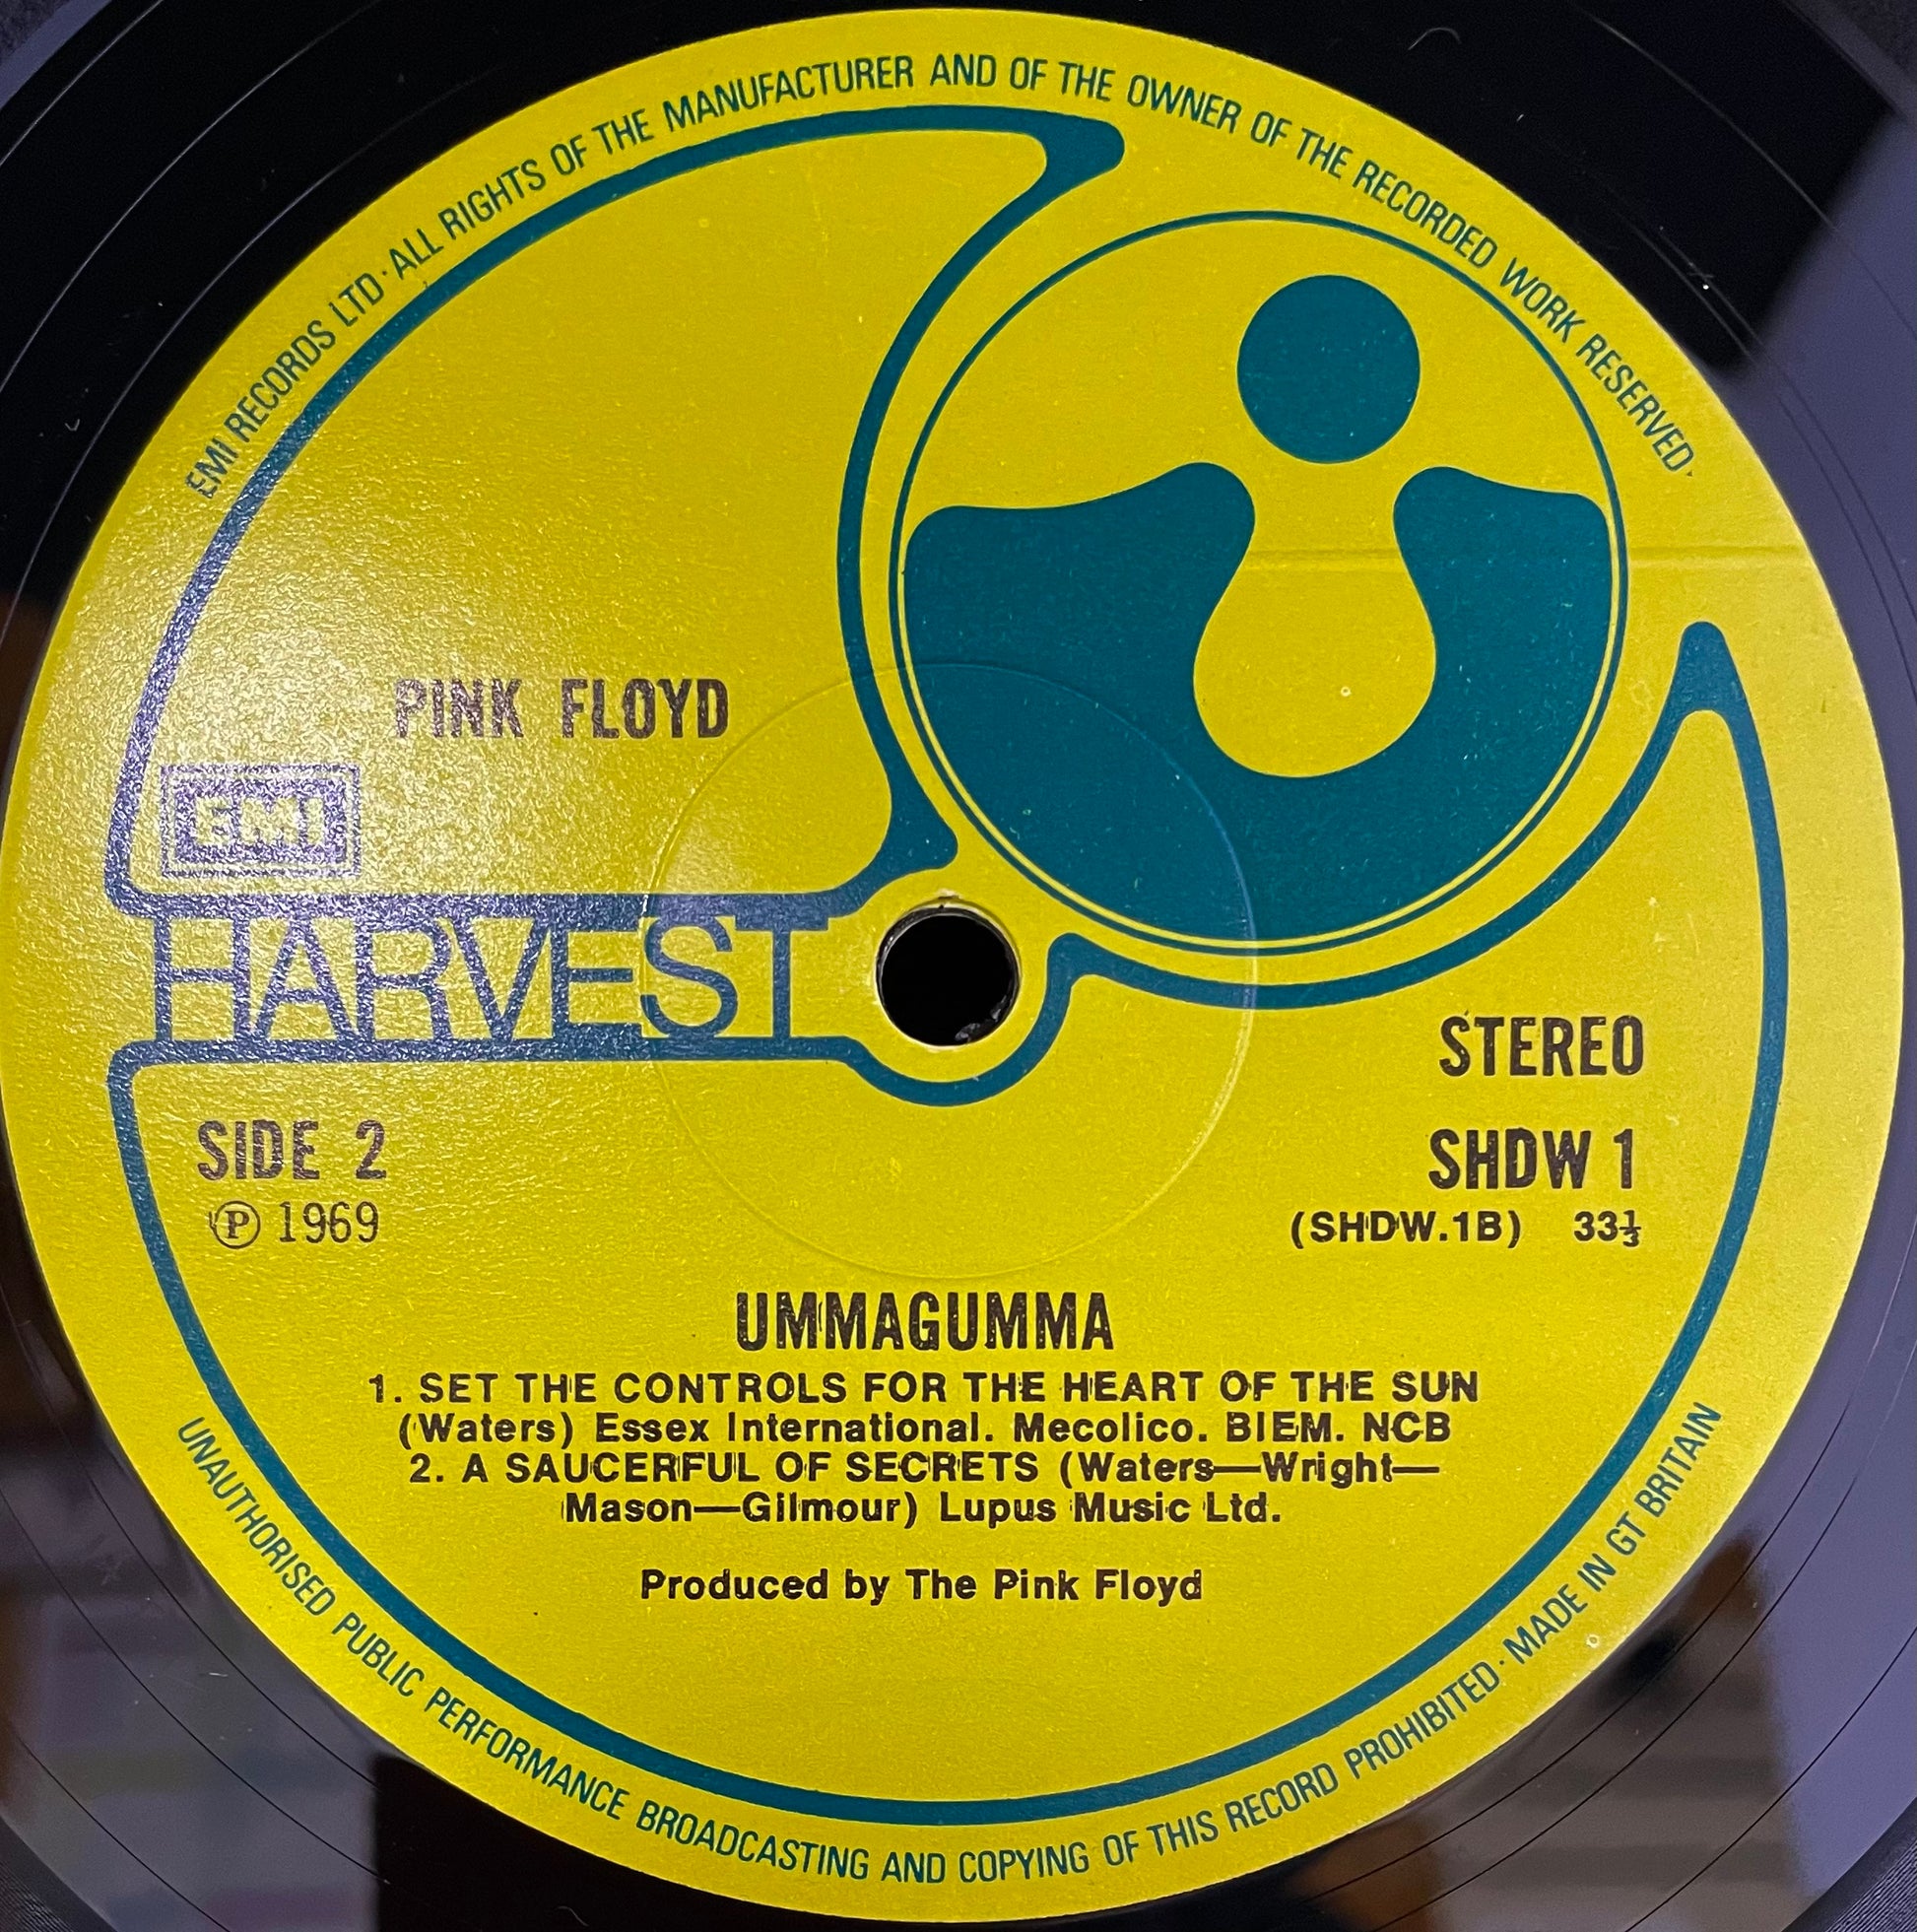 EMI RECORDS LTD · ALL RIGHTS OF THE MANUFACTURER AND OF THE OWNER OF THE RECORDED WORK RESERVED ·
PINK FLOYD
EMI
HARVEST
STEREO
SIDE 2
SHDW 1
Ⓟ 1969
(SHDW.1B) 33⅓
UMMAGUMMA
1. SET THE CONTROLS FOR THE HEART OF THE SUN
(Waters) Essex International. Mecolico. BIEM. NCB
2. A SAUCERFUL OF SECRETS (Waters—Wright—
Mason—Gilmour) Lupus Music Ltd.
Produced by The Pink Floyd
UNAUTHORISED PUBLIC PERFORMANCE BROADCASTING AND COPYING OF THIS RECORD PROHIBITED · MADE IN GT BRITAIN